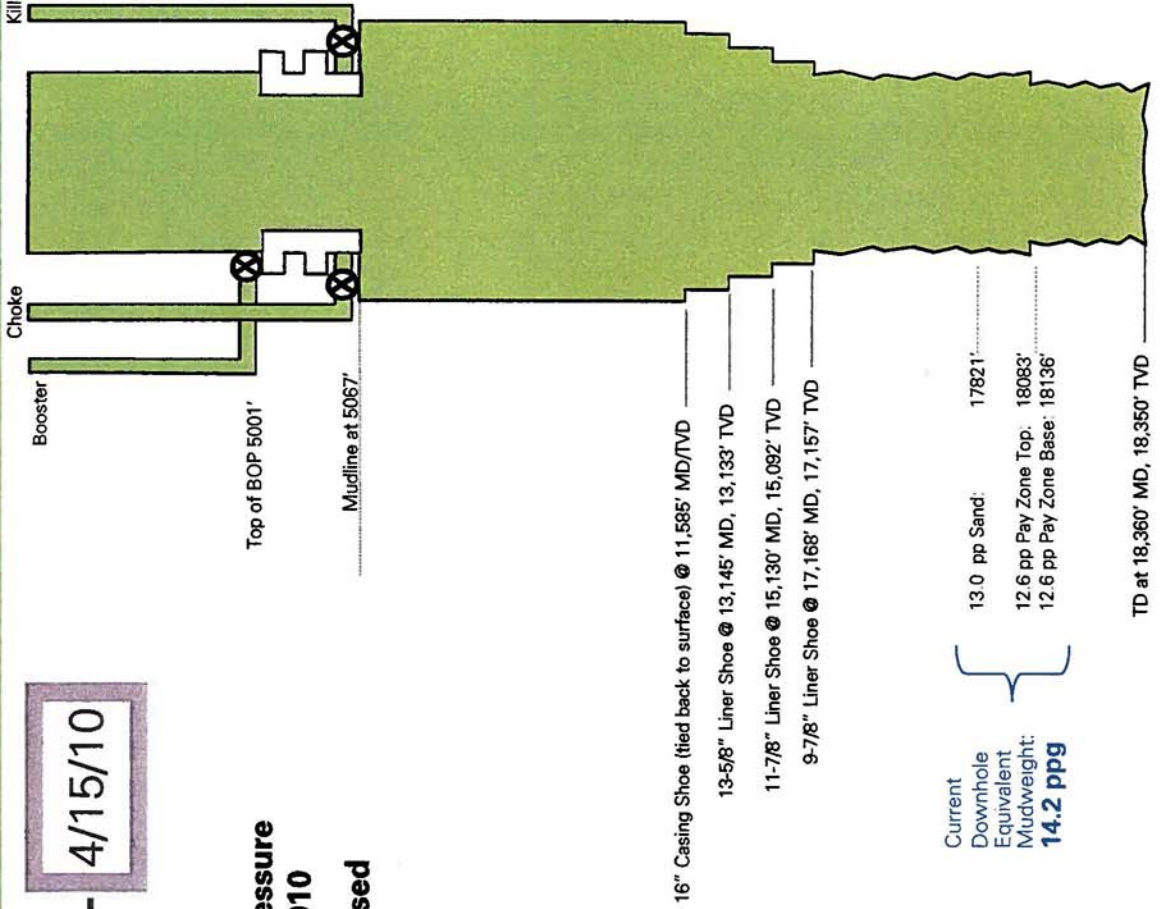 Kill
Choke
Booster
4/15/10
essure
010
sed
Top of BOP 5001'
Mudline at 5067'
16" Casing Shoe (tied back to surface) @ 11,585' MD/TVD
13-5/8" Liner Shoe @ 13,145' MD, 13,133' TVD
11-7/8" Liner Shoe @ 15,130' MD, 15,092' TVD
9-7/8" Liner Shoe @ 17,168' MD, 17,157' TVD
Current
Downhole
Equivalent
Mudweight:
14.2 ppg
13.0 pp Sand: 17821'
12.6 pp Pay Zone Top: 18083'
12.6 pp Pay Zone Base: 18136'
TD at 18,360' MD, 18,350' TVD